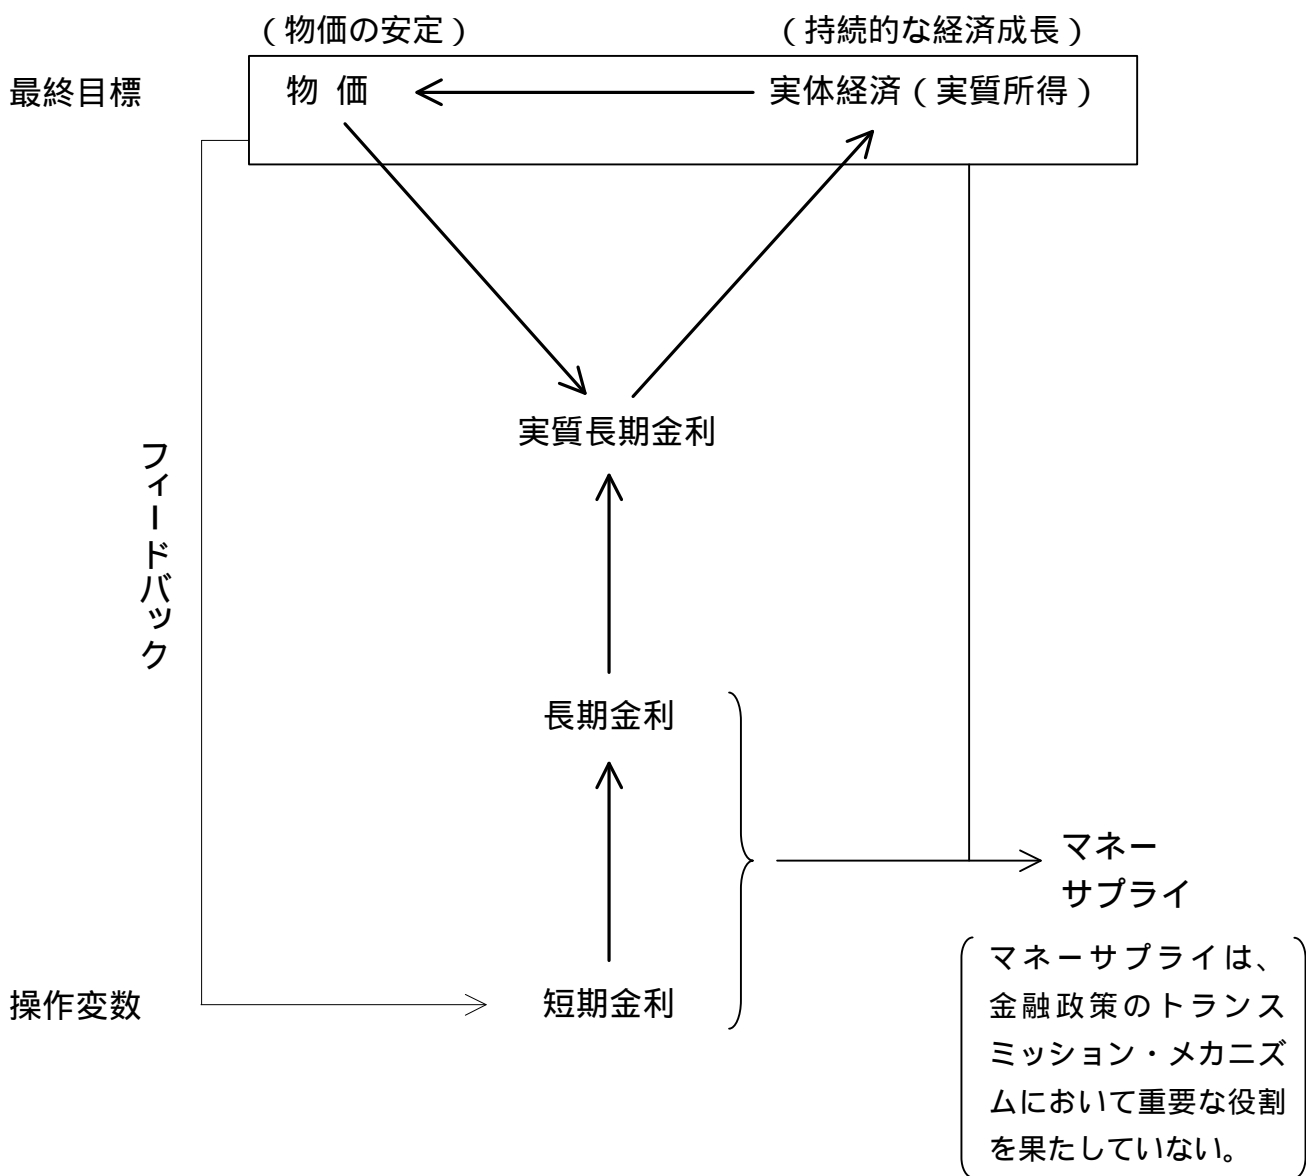 (物価の安定)
(持続的な経済成長)
最終目標
物 価
実体経済(実質所得)
実質長期金利
フィードバック
長期金利
マネー
サプライ
マネーサプライは、
金融政策のトランス
ミッション・メカニズ
ムにおいて重要な役割
を果たしていない。
操作変数
短期金利